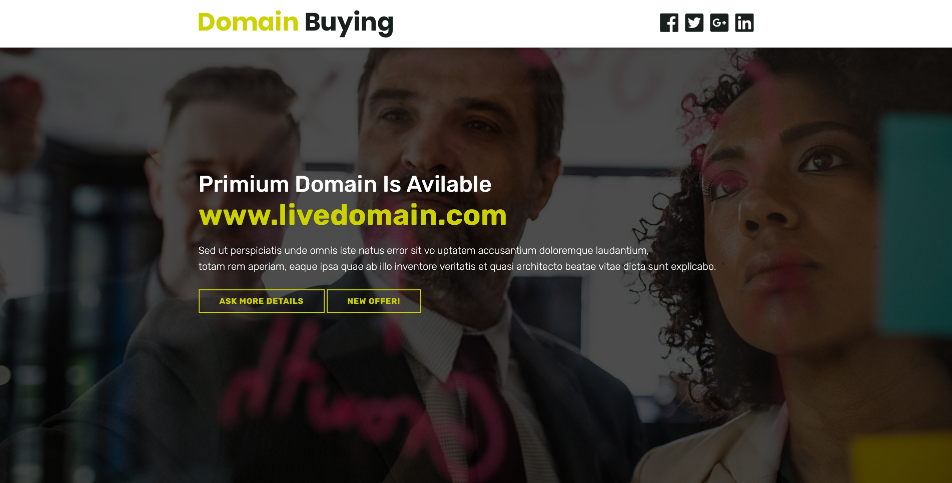 Domain Buying
Primium Domain Is Avilable
www.livedomain.com
Sed ut perspiciatis unde omnis iste natus error sit vo uptatem accusantium doloremque laudantium,
totam rem aperiam, eaque ipsa quae ab illo inventore veritatis et quasi architecto beatae vitae dicta sunt explicabo.
ASK MORE DETAILS NEW OFFER!